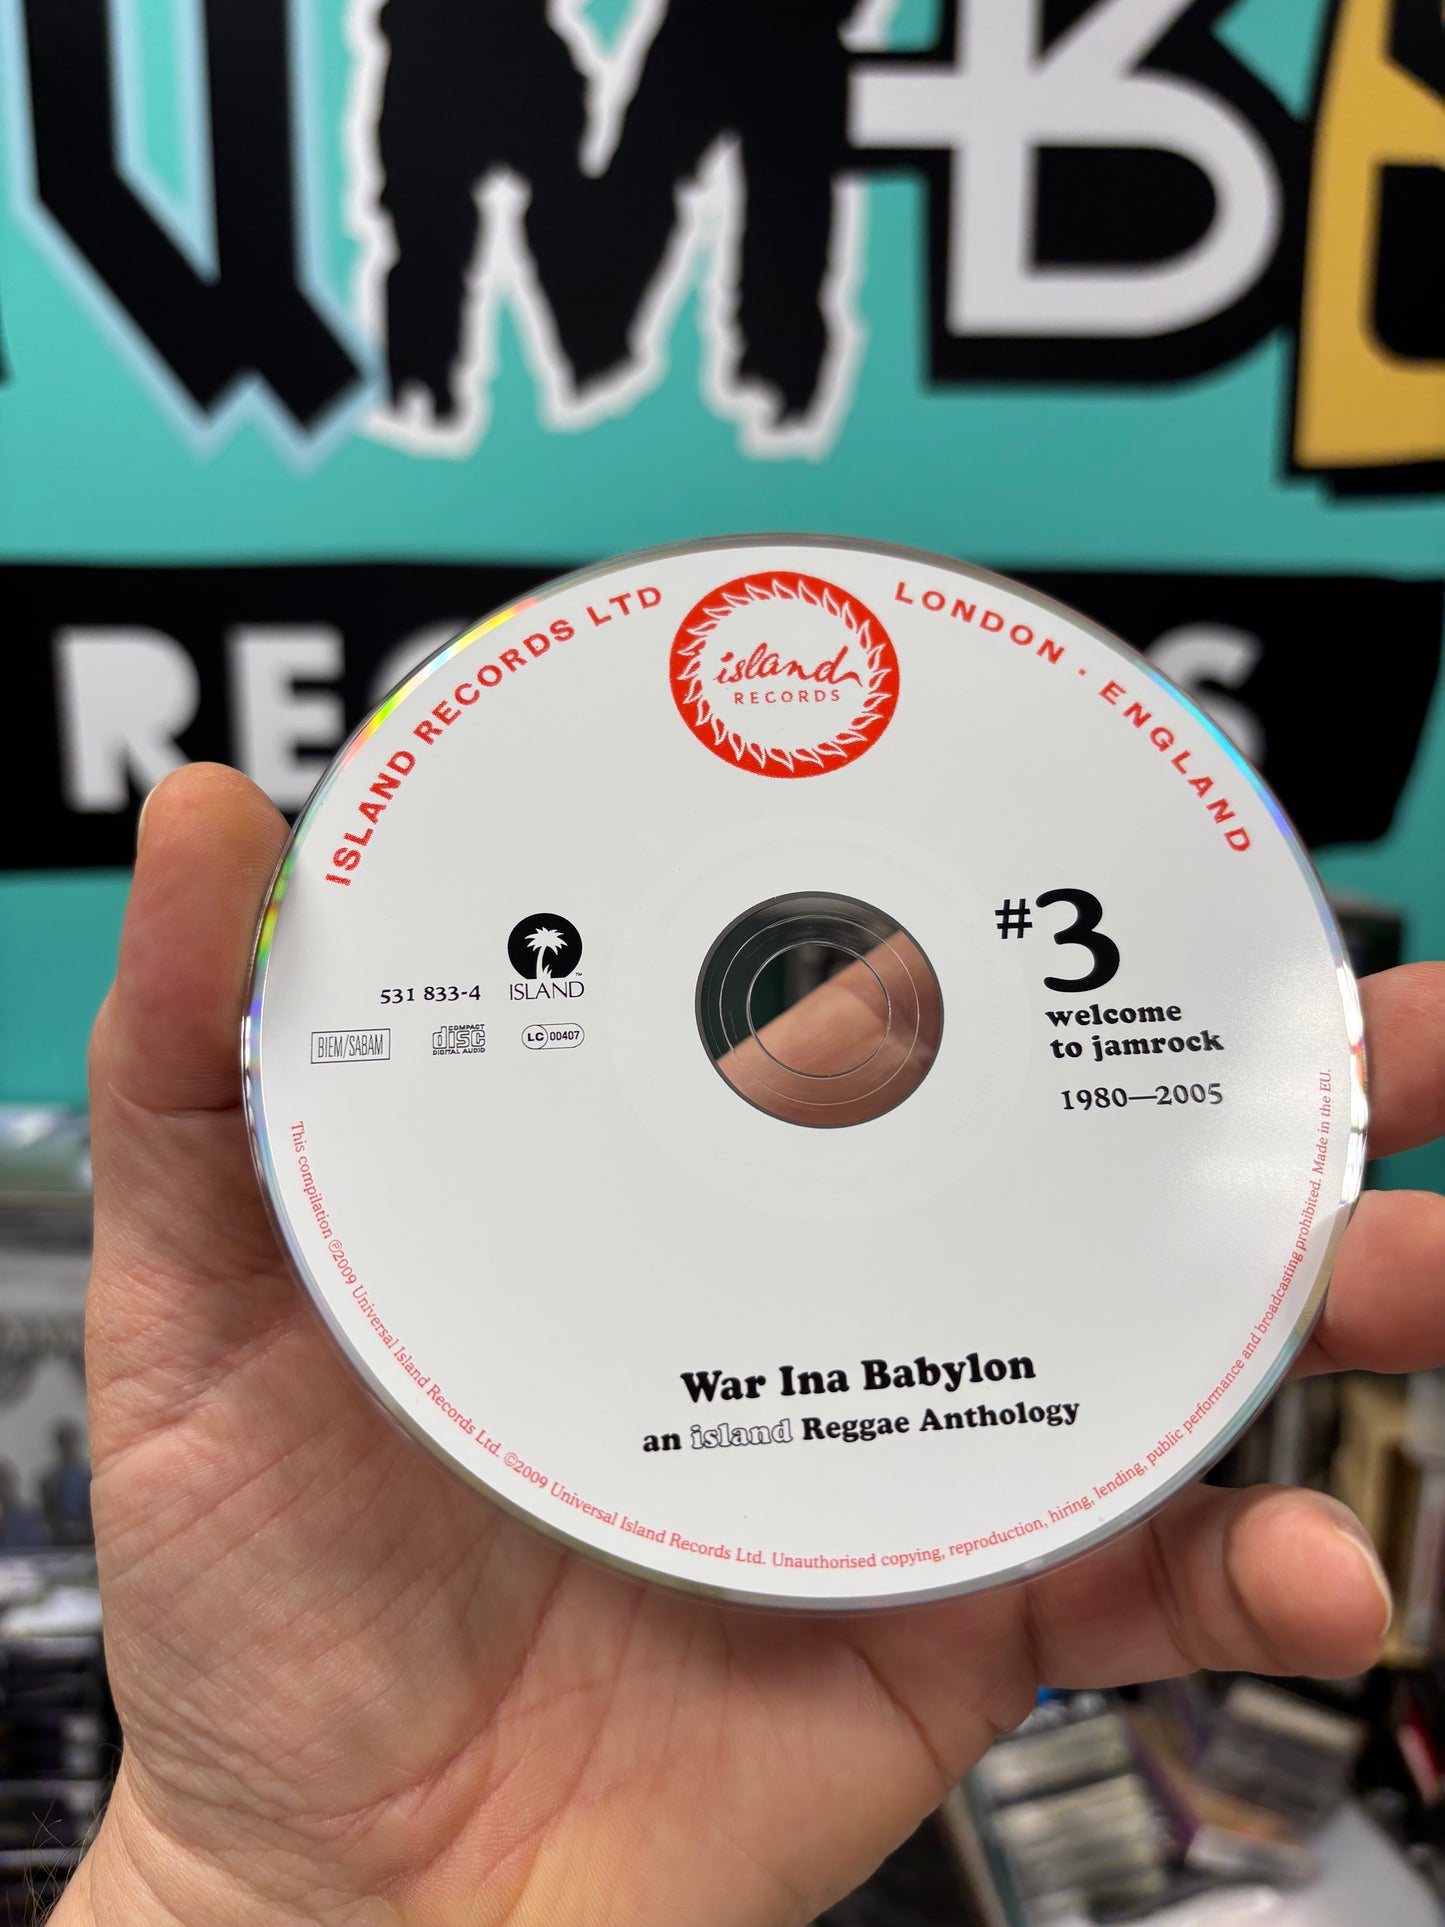 ISLAND RECORDS LTD
LONDON · ENGLAND
island
RECORDS
#3
welcome
to jamrock
1980—2005
531 833-4
ISLAND™
BIEM/SABAM
COMPACT
disc
DIGITAL AUDIO
LC 00407
War Ina Babylon
an island Reggae Anthology
This compilation ℗2009 Universal Island Records Ltd. ©2009 Universal Island Records Ltd. Unauthorised copying, reproduction, hiring, lending, public performance and broadcasting prohibited. Made in the EU.